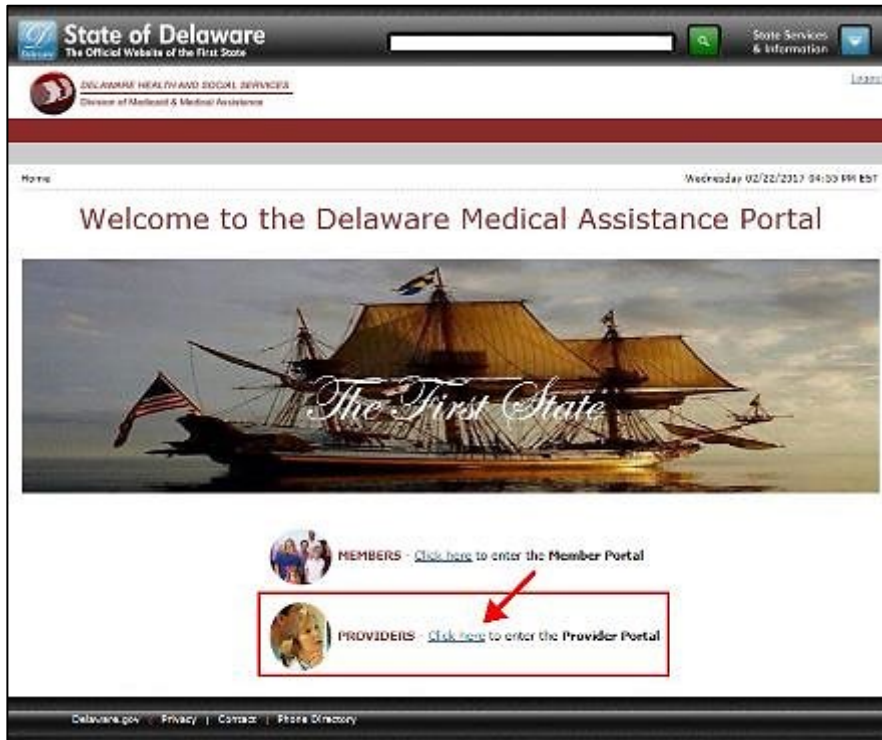 State of Delaware
The Official Website of the First State
State Services
& Information
Delaware
DELAWARE HEALTH AND SOCIAL SERVICES
Division of Medicaid & Medical Assistance
Home
Wednesday 02/22/2017 04:55 PM EST
Welcome to the Delaware Medical Assistance Portal
The First State
MEMBERS - Click here to enter the Member Portal
PROVIDERS - Click here to enter the Provider Portal
Delaware.gov | Privacy | Contact | Phone Directory